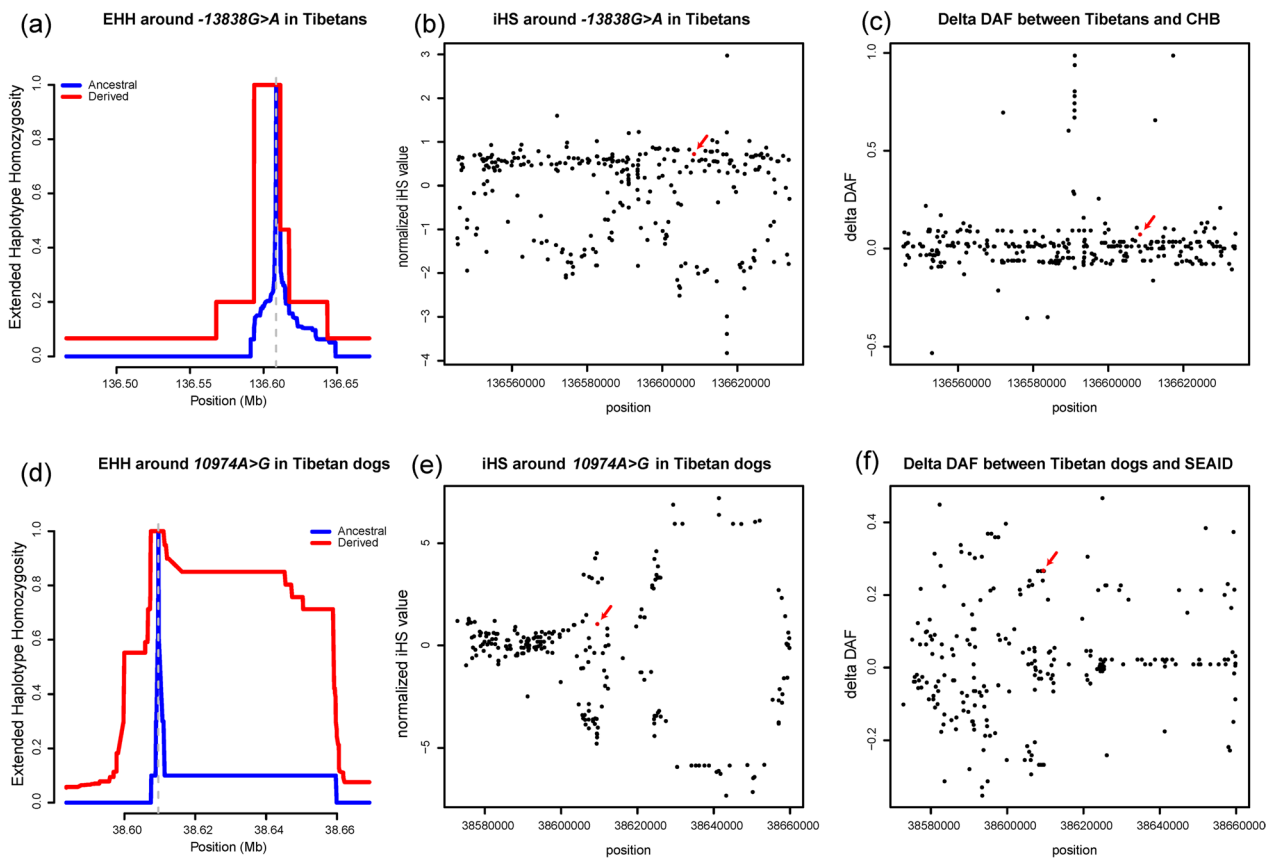 (a)
EHH around -13838G>A in Tibetans
Extended Haplotype Homozygosity
0.0
0.2
0.4
0.6
0.8
1.0
Ancestral
Derived
136.50
136.55
136.60
136.65
Position (Mb)
(b)
iHS around -13838G>A in Tibetans
normalized iHS value
−4
−3
−2
−1
0
1
2
3
136560000
136580000
136600000
136620000
position
(c)
Delta DAF between Tibetans and CHB
delta DAF
−0.5
0.0
0.5
1.0
136560000
136580000
136600000
136620000
position
(d)
EHH around 10974A>G in Tibetan dogs
Extended Haplotype Homozygosity
0.0
0.2
0.4
0.6
0.8
1.0
Ancestral
Derived
38.60
38.62
38.64
38.66
Position (Mb)
(e)
iHS around 10974A>G in Tibetan dogs
normalized iHS value
−5
0
5
38580000
38600000
38620000
38640000
38660000
position
(f)
Delta DAF between Tibetan dogs and SEAID
delta DAF
−0.2
0.0
0.2
0.4
38580000
38600000
38620000
38640000
38660000
position